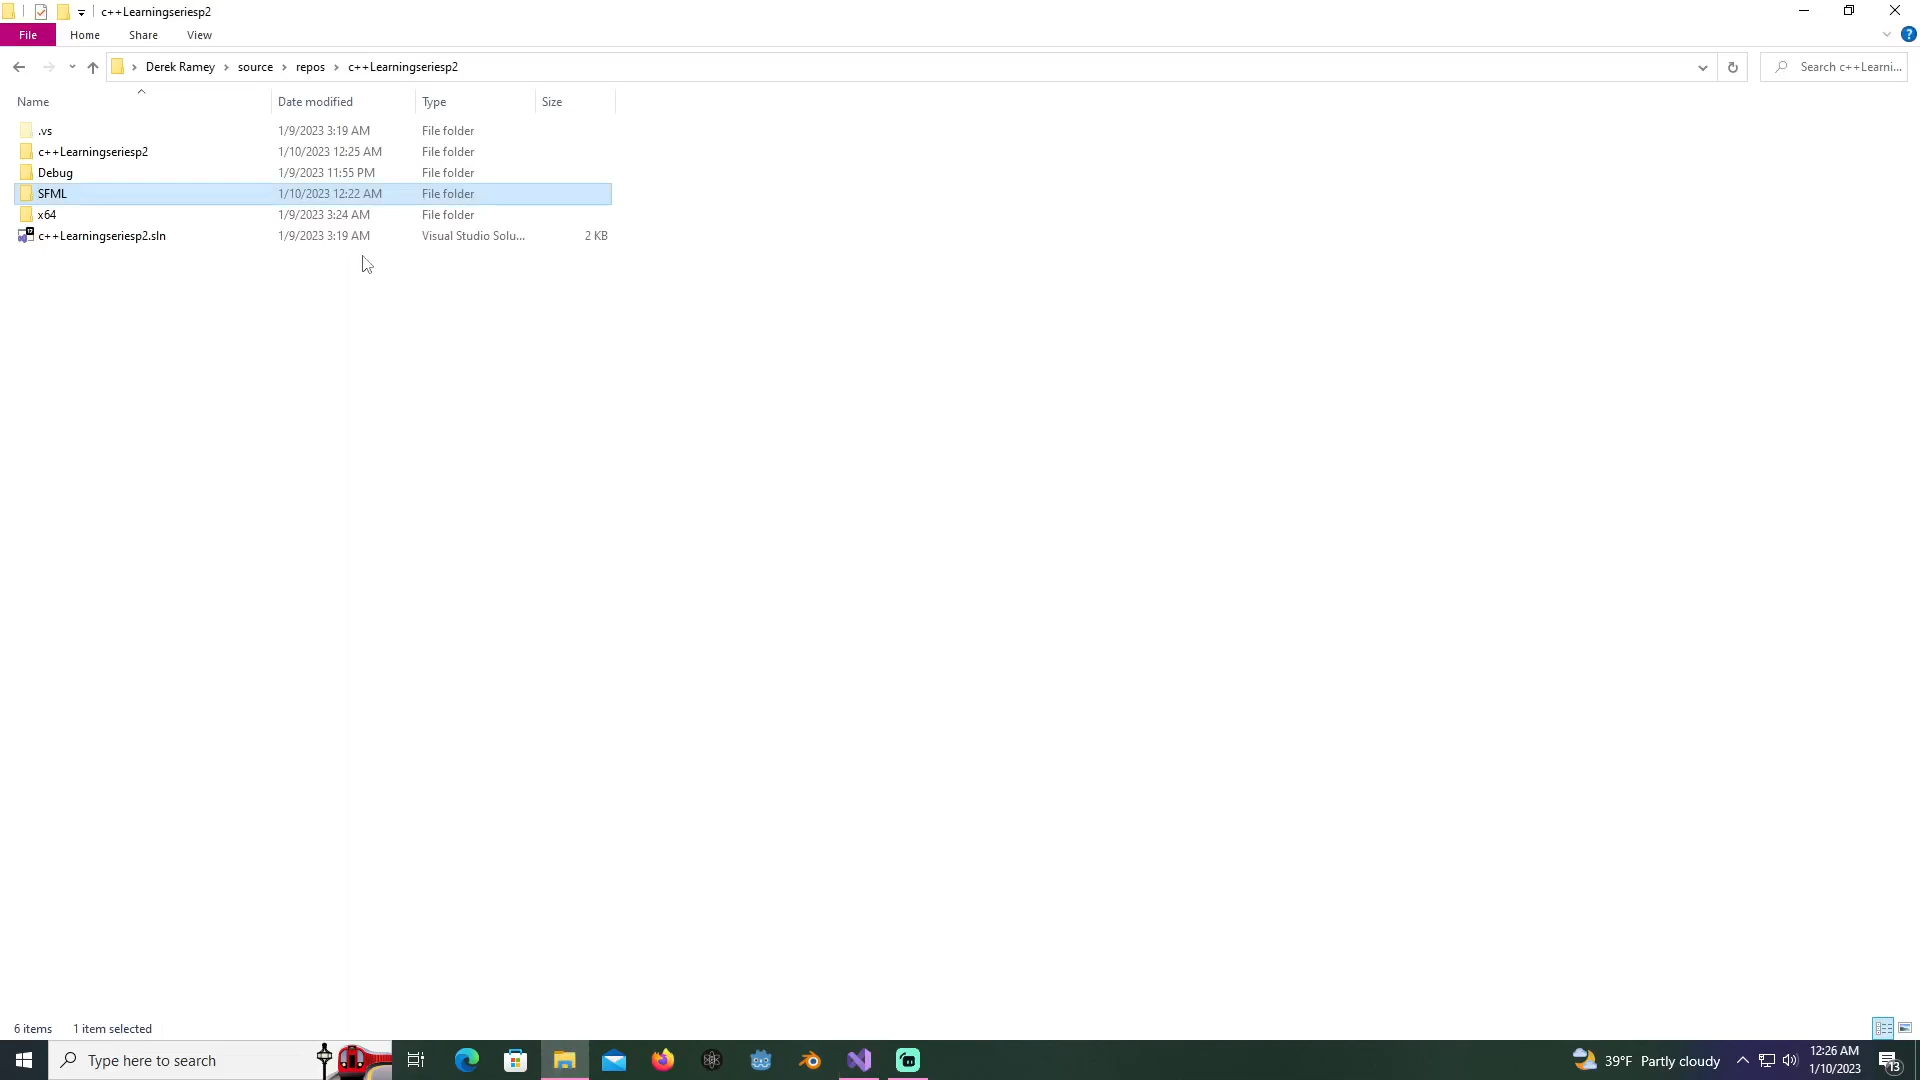 c++Learningseriesp2
File Home Share View
Derek Ramey source repos c++Learningseriesp2 Search c++Learni...
Name Date modified Type Size
.vs 1/9/2023 3:19 AM File folder
c++Learningseriesp2 1/10/2023 12:25 AM File folder
Debug 1/9/2023 11:55 PM File folder
SFML 1/10/2023 12:22 AM File folder
x64 1/9/2023 3:24 AM File folder
c++Learningseriesp2.sln 1/9/2023 3:19 AM Visual Studio Solu... 2 KB
6 items 1 item selected
Type here to search 39°F Partly cloudy 12:26 AM
1/10/2023 13